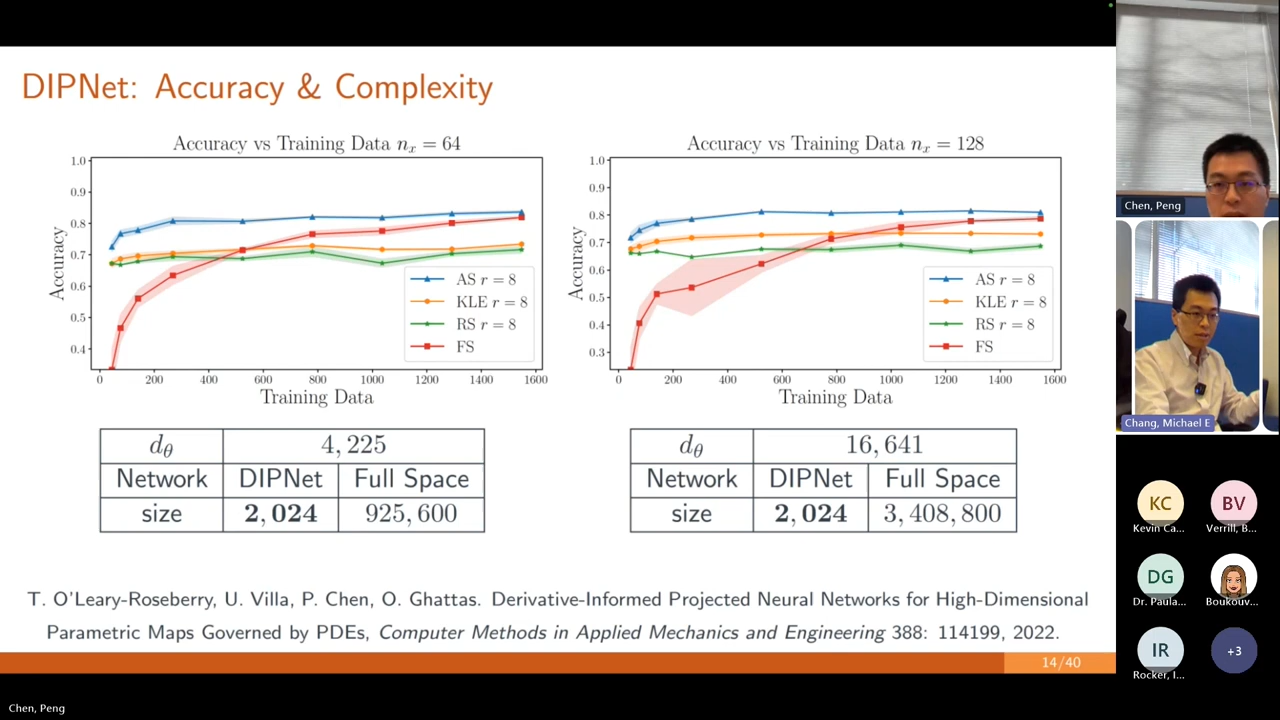 DIPNet: Accuracy & Complexity
Accuracy vs Training Data nₓ = 64
1.0
0.9
0.8
0.7
0.6
0.5
0.4
Accuracy
AS r = 8
KLE r = 8
RS r = 8
FS
0 200 400 600 800 1000 1200 1400 1600
Training Data
Accuracy vs Training Data nₓ = 128
1.0
0.9
0.8
0.7
0.6
0.5
0.4
0.3
Accuracy
AS r = 8
KLE r = 8
RS r = 8
FS
0 200 400 600 800 1000 1200 1400 1600
Training Data
d_θ 4,225
Network DIPNet Full Space
size 2,024 925,600
d_θ 16,641
Network DIPNet Full Space
size 2,024 3,408,800
T. O'Leary-Roseberry, U. Villa, P. Chen, O. Ghattas. Derivative-Informed Projected Neural Networks for High-Dimensional
Parametric Maps Governed by PDEs, Computer Methods in Applied Mechanics and Engineering 388: 114199, 2022.
14/40
Chen, Peng
Chang, Michael E
KC
Kevin Ca...
BV
Verrill, B...
DG
Dr. Paula...
Boukouv...
IR
Rocker, I...
+3
Chen, Peng